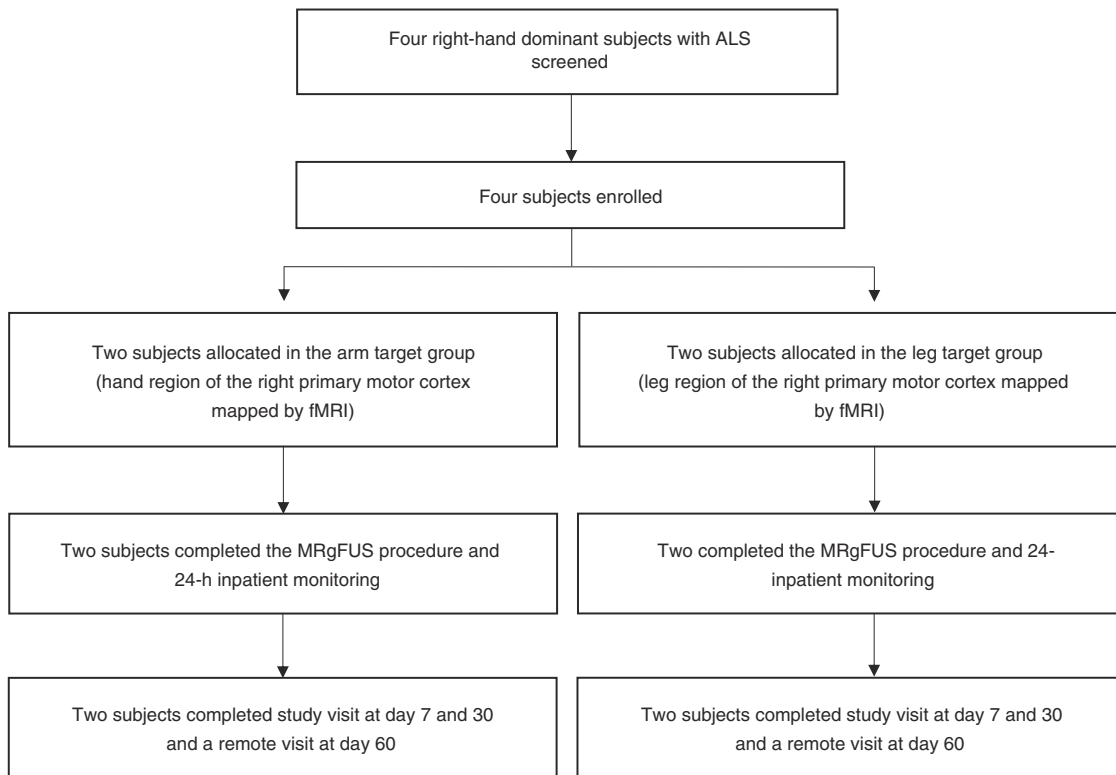 Four right-hand dominant subjects with ALS
screened
Four subjects enrolled
Two subjects allocated in the arm target group
(hand region of the right primary motor cortex
mapped by fMRI)
Two subjects allocated in the leg target group
(leg region of the right primary motor cortex mapped
by fMRI)
Two subjects completed the MRgFUS procedure and
24-h inpatient monitoring
Two completed the MRgFUS procedure and 24-
inpatient monitoring
Two subjects completed study visit at day 7 and 30
and a remote visit at day 60
Two subjects completed study visit at day 7 and 30
and a remote visit at day 60